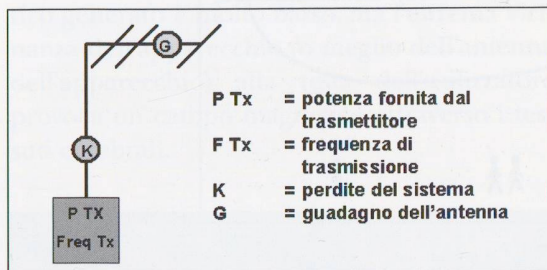 G
K
P TX
Freq Tx
P Tx = potenza fornita dal
trasmettitore
F Tx = frequenza di
trasmissione
K = perdite del sistema
G = guadagno dell'antenna